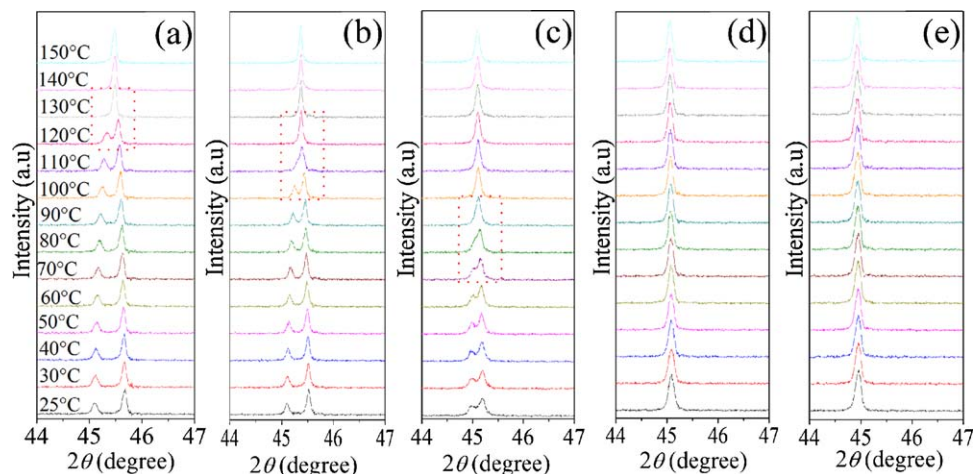 (a) (b) (c) (d) (e)
150°C
140°C
130°C
120°C
110°C
100°C
90°C
80°C
70°C
60°C
50°C
40°C
30°C
25°C
Intensity (a.u)
Intensity (a.u)
Intensity (a.u)
Intensity (a.u)
Intensity (a.u)
44 45 46 47 44 45 46 47 44 45 46 47 44 45 46 47 44 45 46 47
2θ (degree) 2θ (degree) 2θ (degree) 2θ (degree) 2θ (degree)